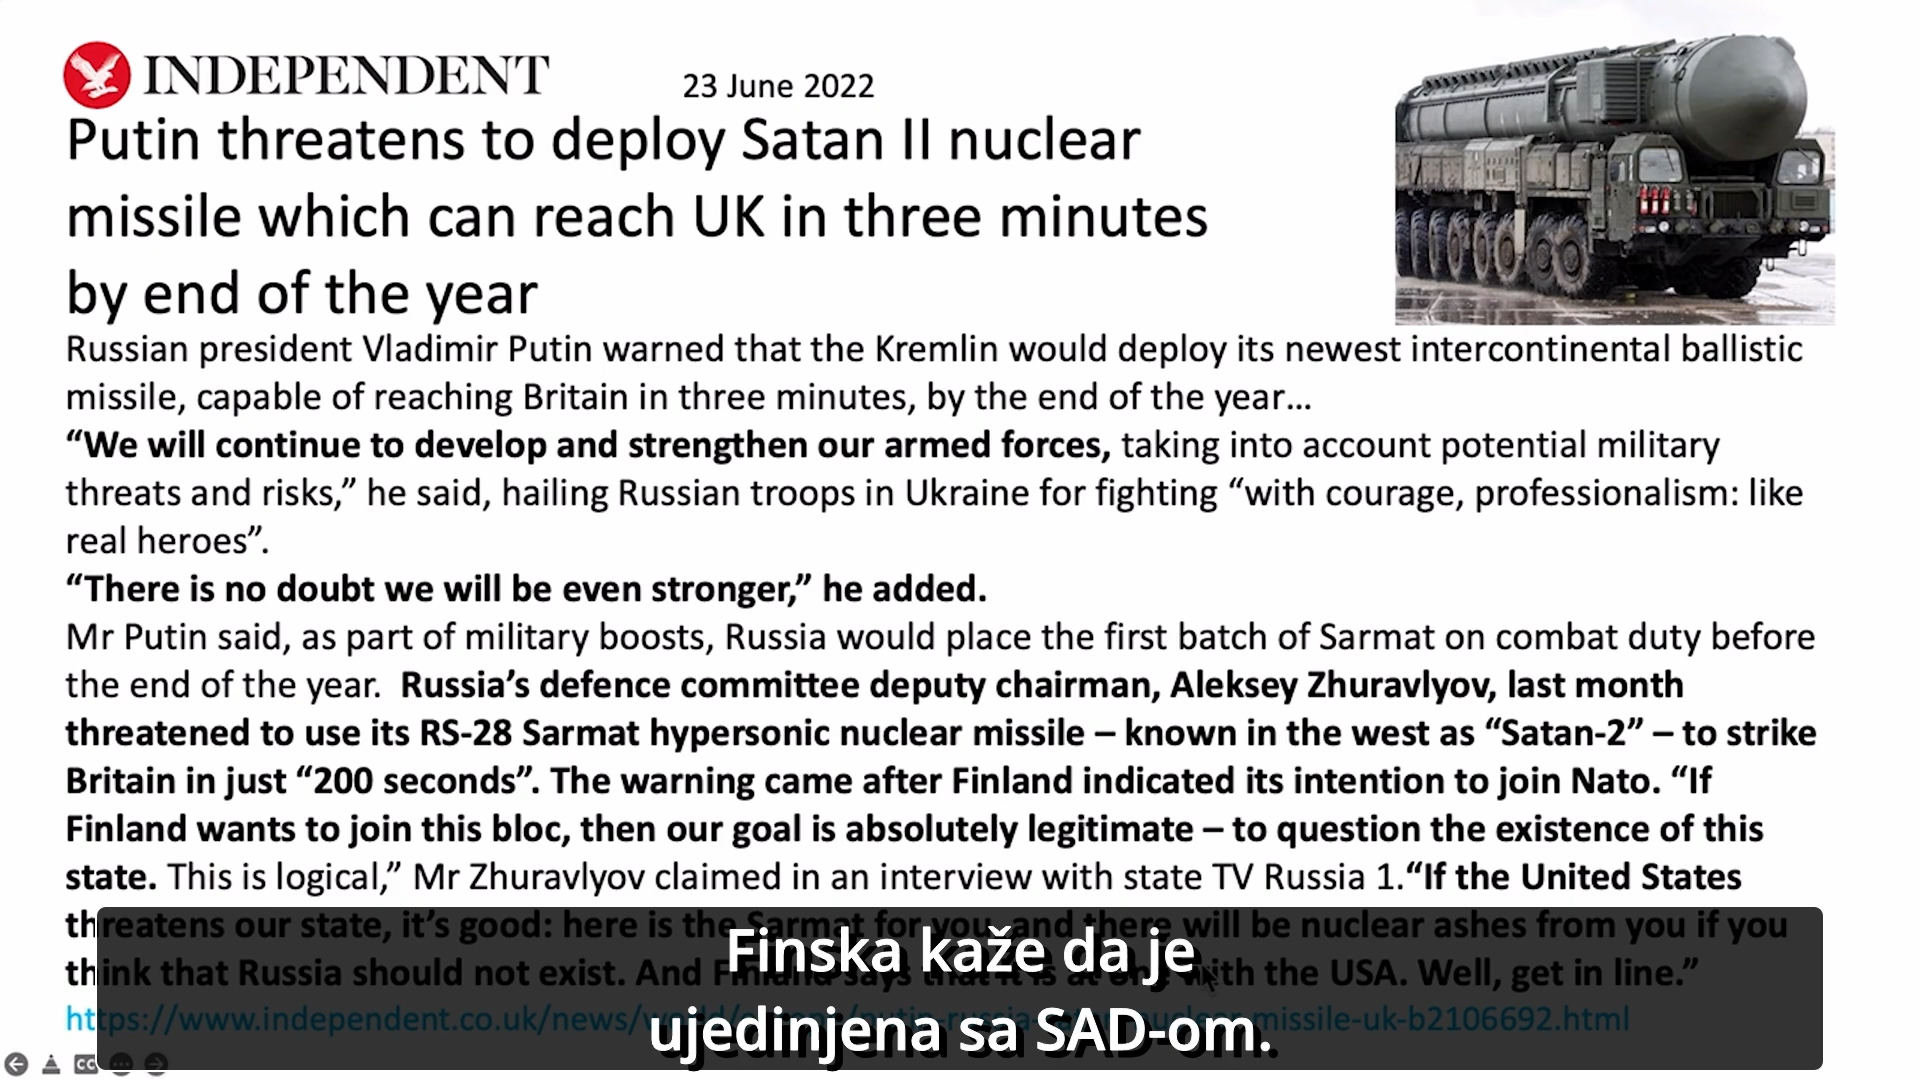 INDEPENDENT
23 June 2022
Putin threatens to deploy Satan II nuclear
missile which can reach UK in three minutes
by end of the year
Russian president Vladimir Putin warned that the Kremlin would deploy its newest intercontinental ballistic
missile, capable of reaching Britain in three minutes, by the end of the year…
“We will continue to develop and strengthen our armed forces, taking into account potential military
threats and risks,” he said, hailing Russian troops in Ukraine for fighting “with courage, professionalism: like
real heroes”.
“There is no doubt we will be even stronger,” he added.
Mr Putin said, as part of military boosts, Russia would place the first batch of Sarmat on combat duty before
the end of the year. Russia’s defence committee deputy chairman, Aleksey Zhuravlyov, last month
threatened to use its RS-28 Sarmat hypersonic nuclear missile – known in the west as “Satan-2” – to strike
Britain in just “200 seconds”. The warning came after Finland indicated its intention to join Nato. “If
Finland wants to join this bloc, then our goal is absolutely legitimate – to question the existence of this
state. This is logical,” Mr Zhuravlyov claimed in an interview with state TV Russia 1.“If the United States
threatens our state, it’s good: here is the Sarmat for you, and there will be nuclear ashes from you if you
think that Russia should not exist. And Finland says that it is at one with the USA. Well, get in line.”
https://www.independent.co.uk/news/ missile-uk-b2106692.html
Finska kaže da je
ujedinjena sa SAD-om.
CC